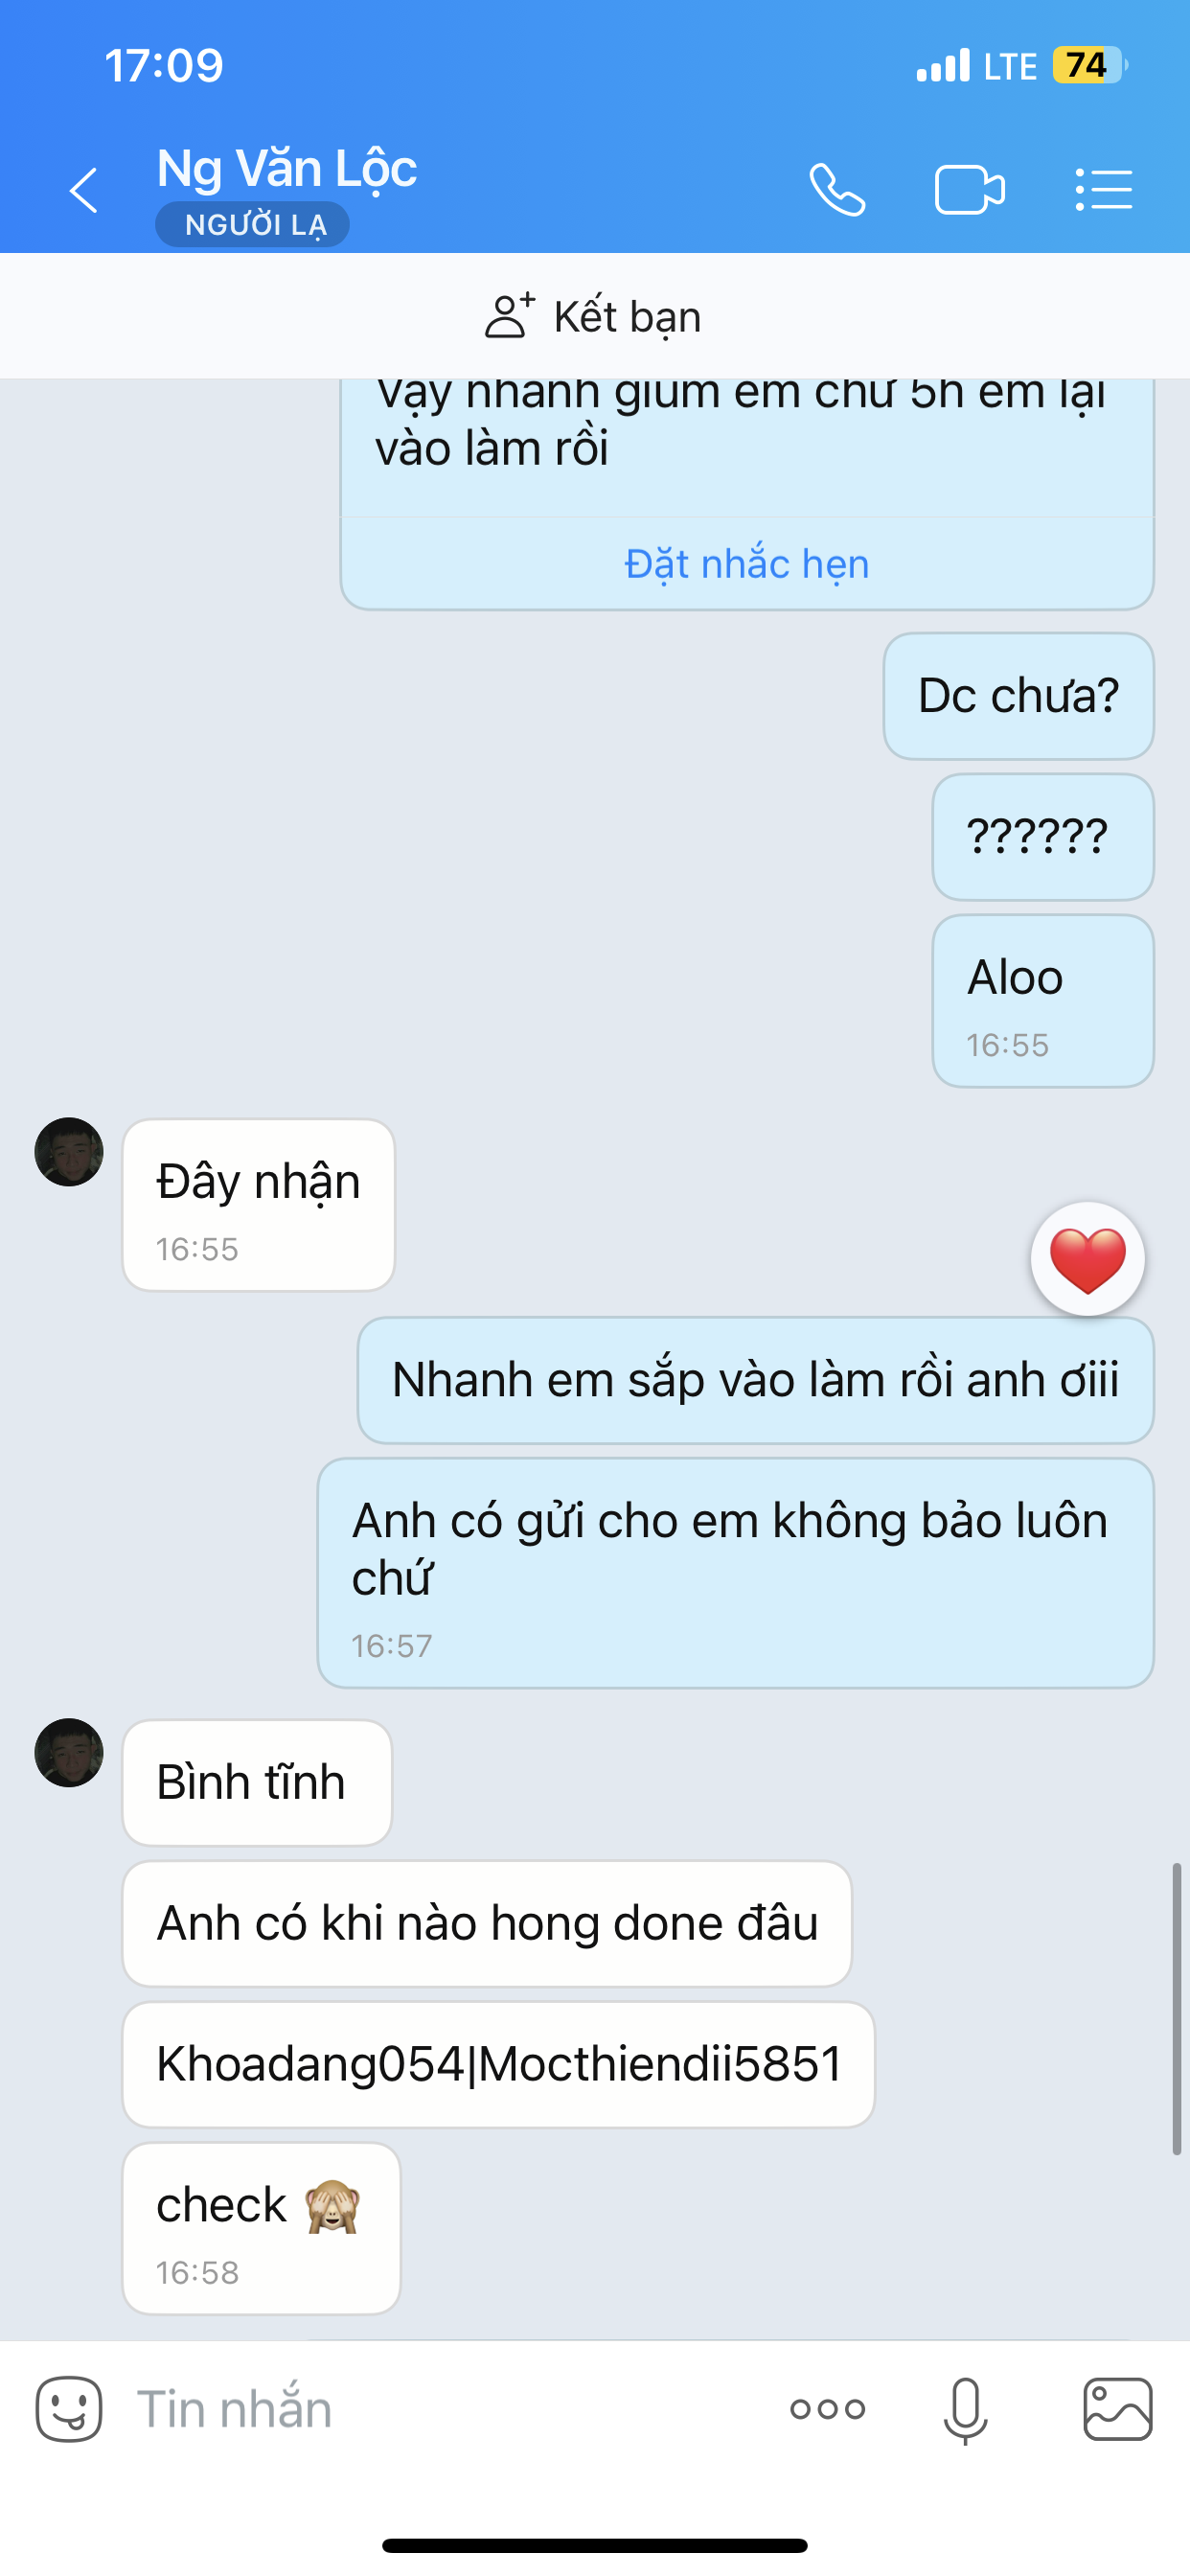 17:09
LTE 74
Ng Văn Lộc
NGƯỜI LẠ
Kết bạn
Vậy nhanh giùm em chứ 5h em lại
vào làm rồi
Đặt nhắc hẹn
Dc chưa?
??????
Aloo
16:55
Đây nhận
16:55
Nhanh em sắp vào làm rồi anh ơiii
Anh có gửi cho em không bảo luôn
chứ
16:57
Bình tĩnh
Anh có khi nào hong done đâu
Khoadang054|Mocthiendii5851
check 🙈
16:58
Tin nhắn